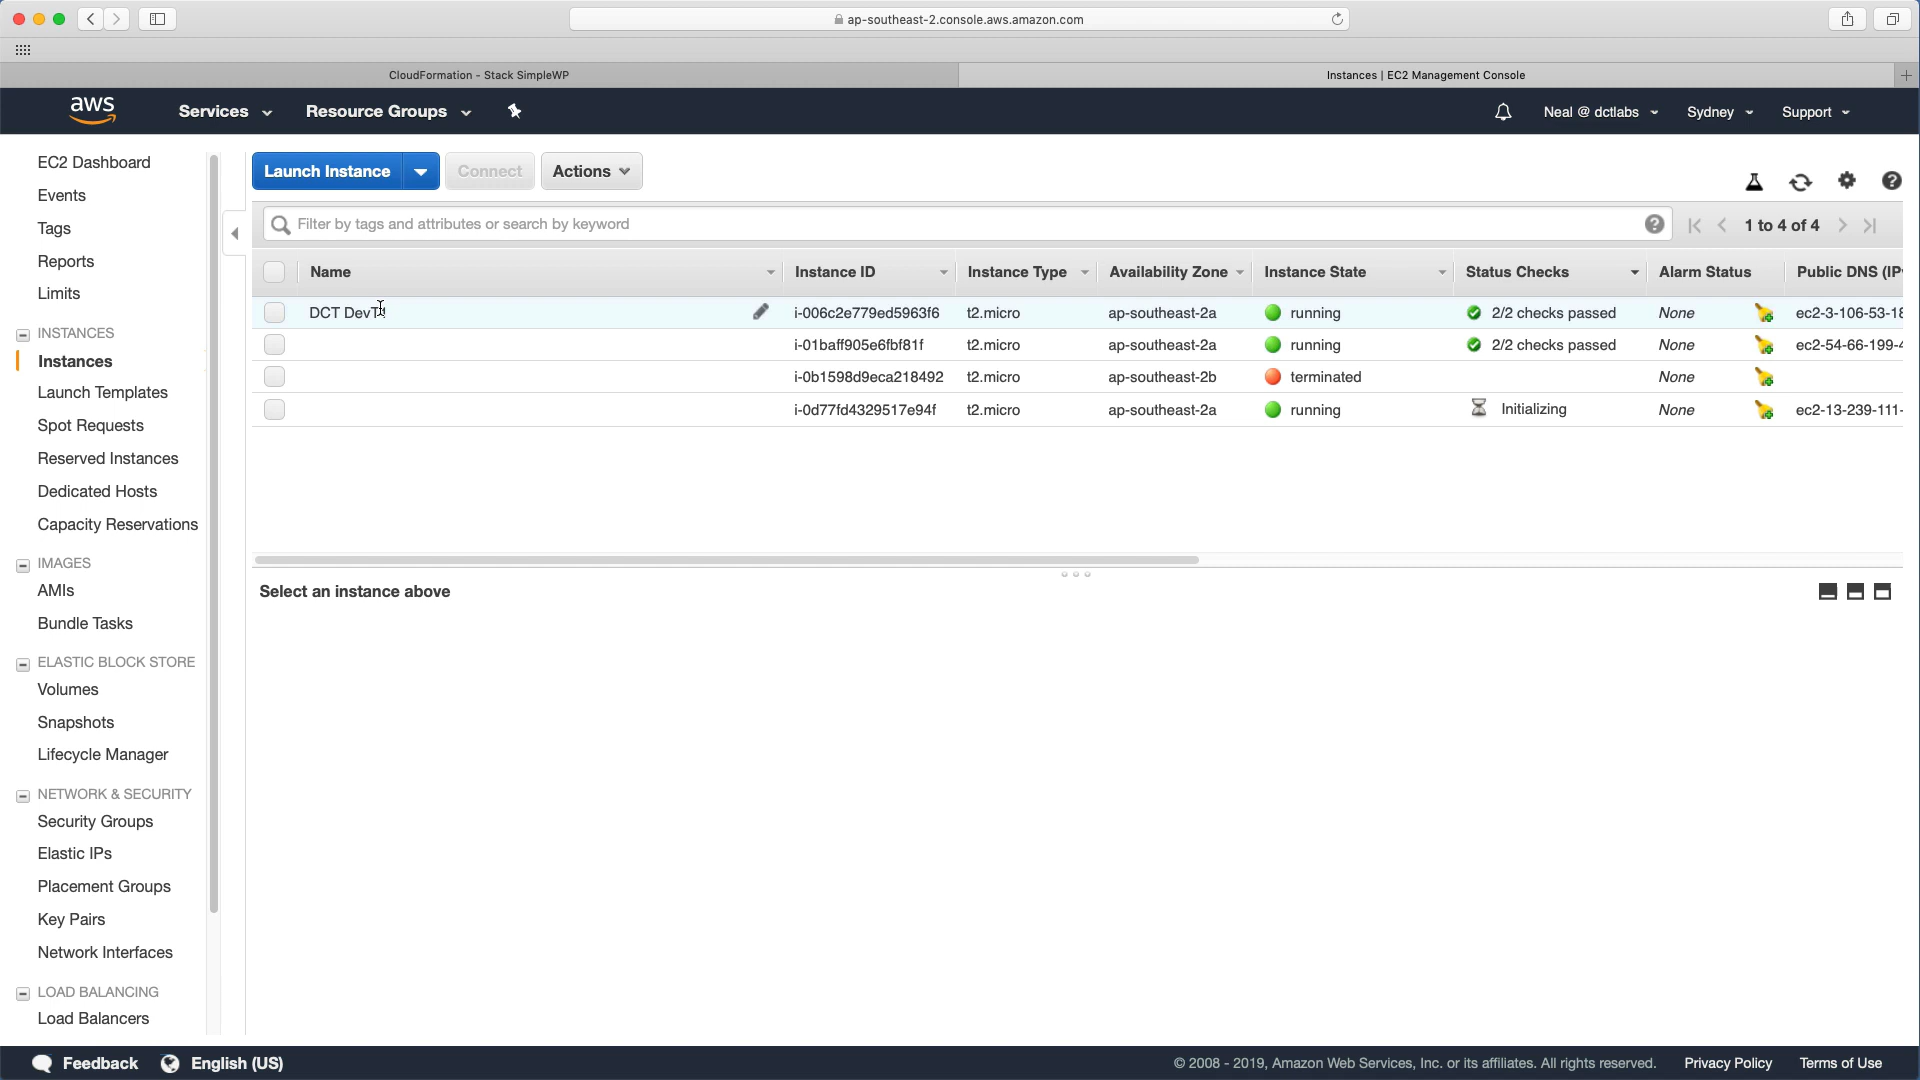 ap-southeast-2.console.aws.amazon.com
CloudFormation - Stack SimpleWP
Instances | EC2 Management Console
aws
Services
Resource Groups
Neal @ dctlabs
Sydney
Support
EC2 Dashboard
Events
Tags
Reports
Limits
INSTANCES
Instances
Launch Templates
Spot Requests
Reserved Instances
Dedicated Hosts
Capacity Reservations
IMAGES
AMIs
Bundle Tasks
ELASTIC BLOCK STORE
Volumes
Snapshots
Lifecycle Manager
NETWORK & SECURITY
Security Groups
Elastic IPs
Placement Groups
Key Pairs
Network Interfaces
LOAD BALANCING
Load Balancers
Launch Instance
Connect
Actions
Filter by tags and attributes or search by keyword
1 to 4 of 4
Name Instance ID Instance Type Availability Zone Instance State Status Checks Alarm Status Public DNS (IP
DCT i-006c2e779ed5963f6 t2.micro ap-southeast-2a running 2/2 checks passed None ec2-3-106-53-18
i-01baff905e6fbf81f t2.micro ap-southeast-2a running 2/2 checks passed None ec2-54-66-199-4
i-0b1598d9eca218492 t2.micro ap-southeast-2b terminated None
i-0d77fd4329517e94f t2.micro ap-southeast-2a running Initializing None ec2-13-239-111-
Select an instance above
Feedback
English (US)
© 2008 - 2019, Amazon Web Services, Inc. or its affiliates. All rights reserved.
Privacy Policy
Terms of Use